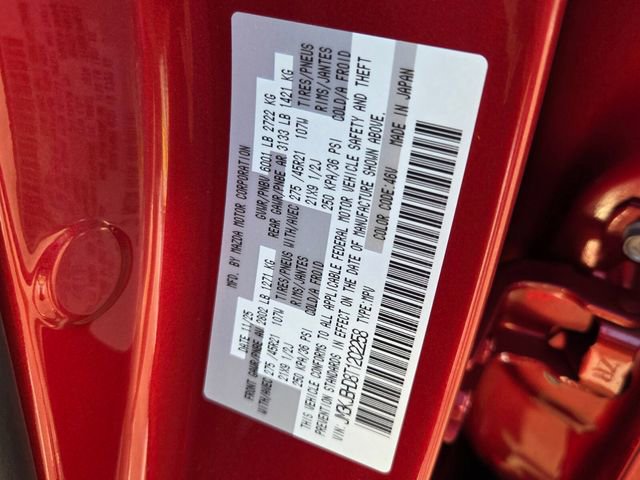 MFD. BY MAZDA MOTOR CORPORATION
DATE 11/25 GVWR/PNBV 6001 LB 2722 KG
FRONT GAWR/PNBE AV 2802 LB 1271 KG REAR GAWR/PNBE AR 3133 LB 1421 KG
WITH/AVEC 275 /45R21 107W TIRES/PNEUS WITH/AVEC 275 /45R21 107W TIRES/PNEUS
21X9 1/2J RIMS/JANTES 21X9 1/2J RIMS/JANTES
250 KPA/36 PSI COLD/A FROID 250 KPA/36 PSI COLD/A FROID
THIS VEHICLE CONFORMS TO ALL APPLICABLE FEDERAL MOTOR VEHICLE SAFETY AND THEFT
PREVENTION STANDARDS IN EFFECT ON THE DATE OF MANUFACTURE SHOWN ABOVE.
TYPE:MPV COLOR CODE:46V MADE IN JAPAN
7R